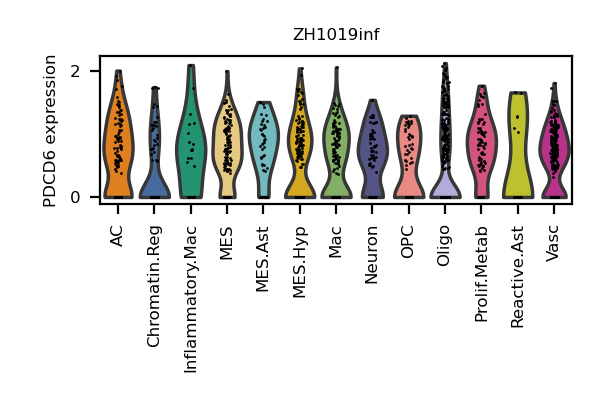 ZH1019inf
PDCD6 expression
2
0
AC
Chromatin.Reg
Inflammatory.Mac
MES
MES.Ast
MES.Hyp
Mac
Neuron
OPC
Oligo
Prolif.Metab
Reactive.Ast
Vasc